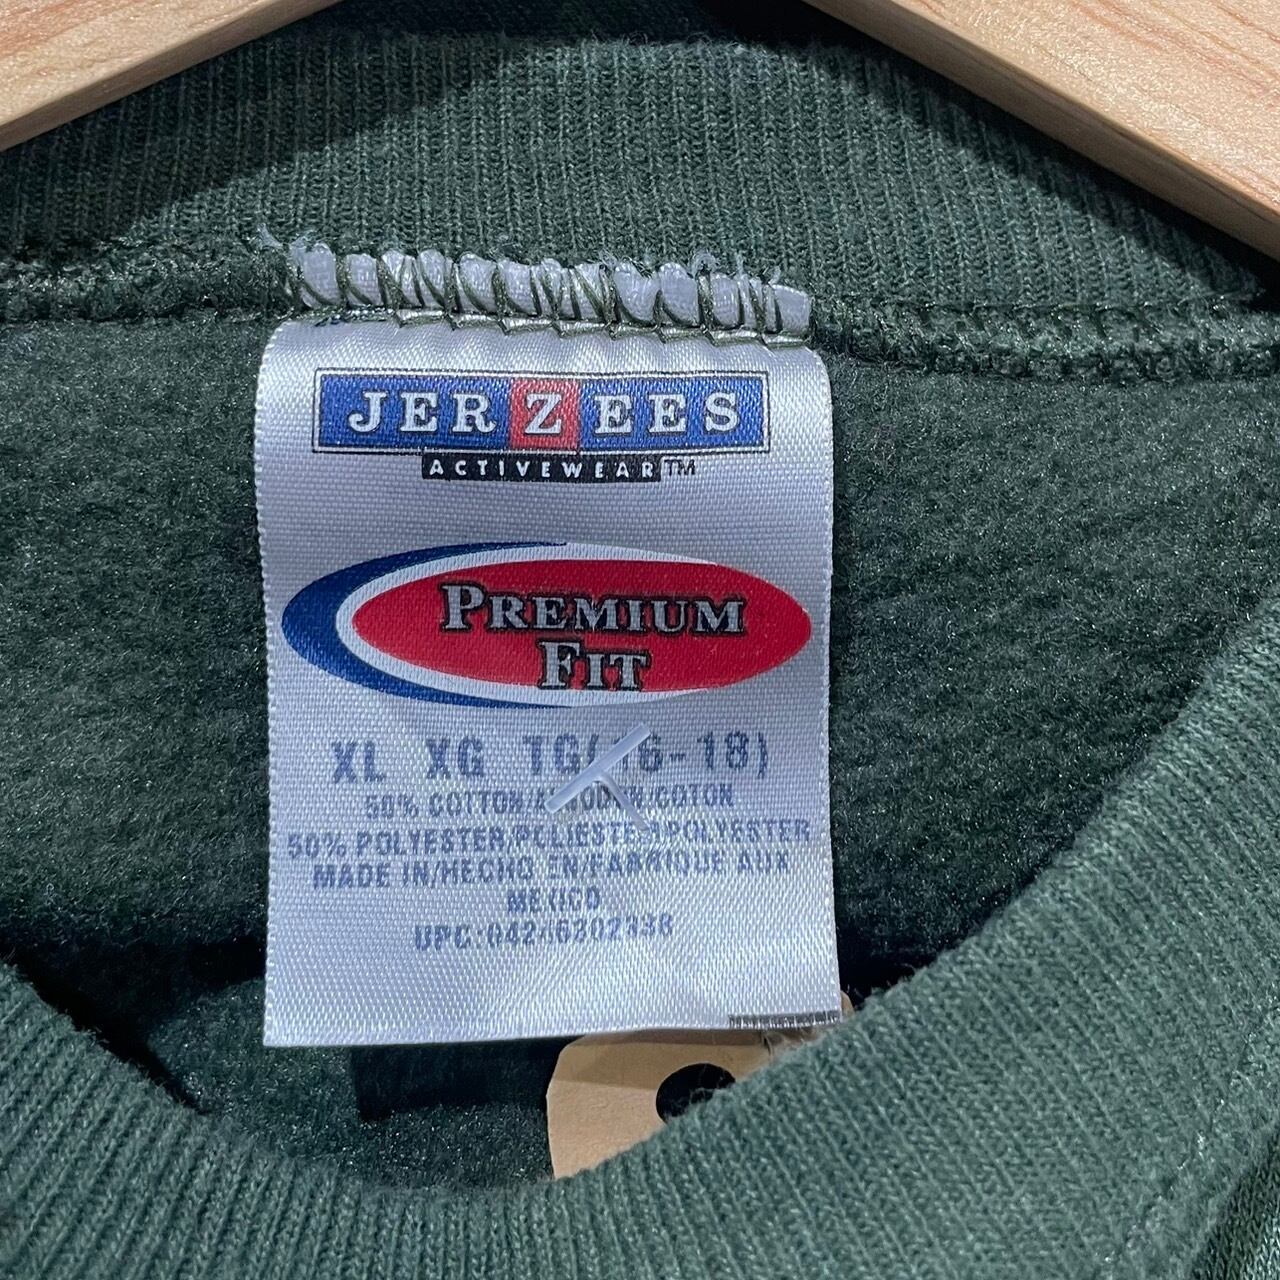 JERZEES
ACTIVEWEAR™
PREMIUM
FIT
XL XG TG(16-18)
50% COTTON/ALGODON/COTON
50% POLYESTER/POLIESTER/POLYESTER
MADE IN/HECHO EN/FABRIQUE AUX
MEXICO
UPC: